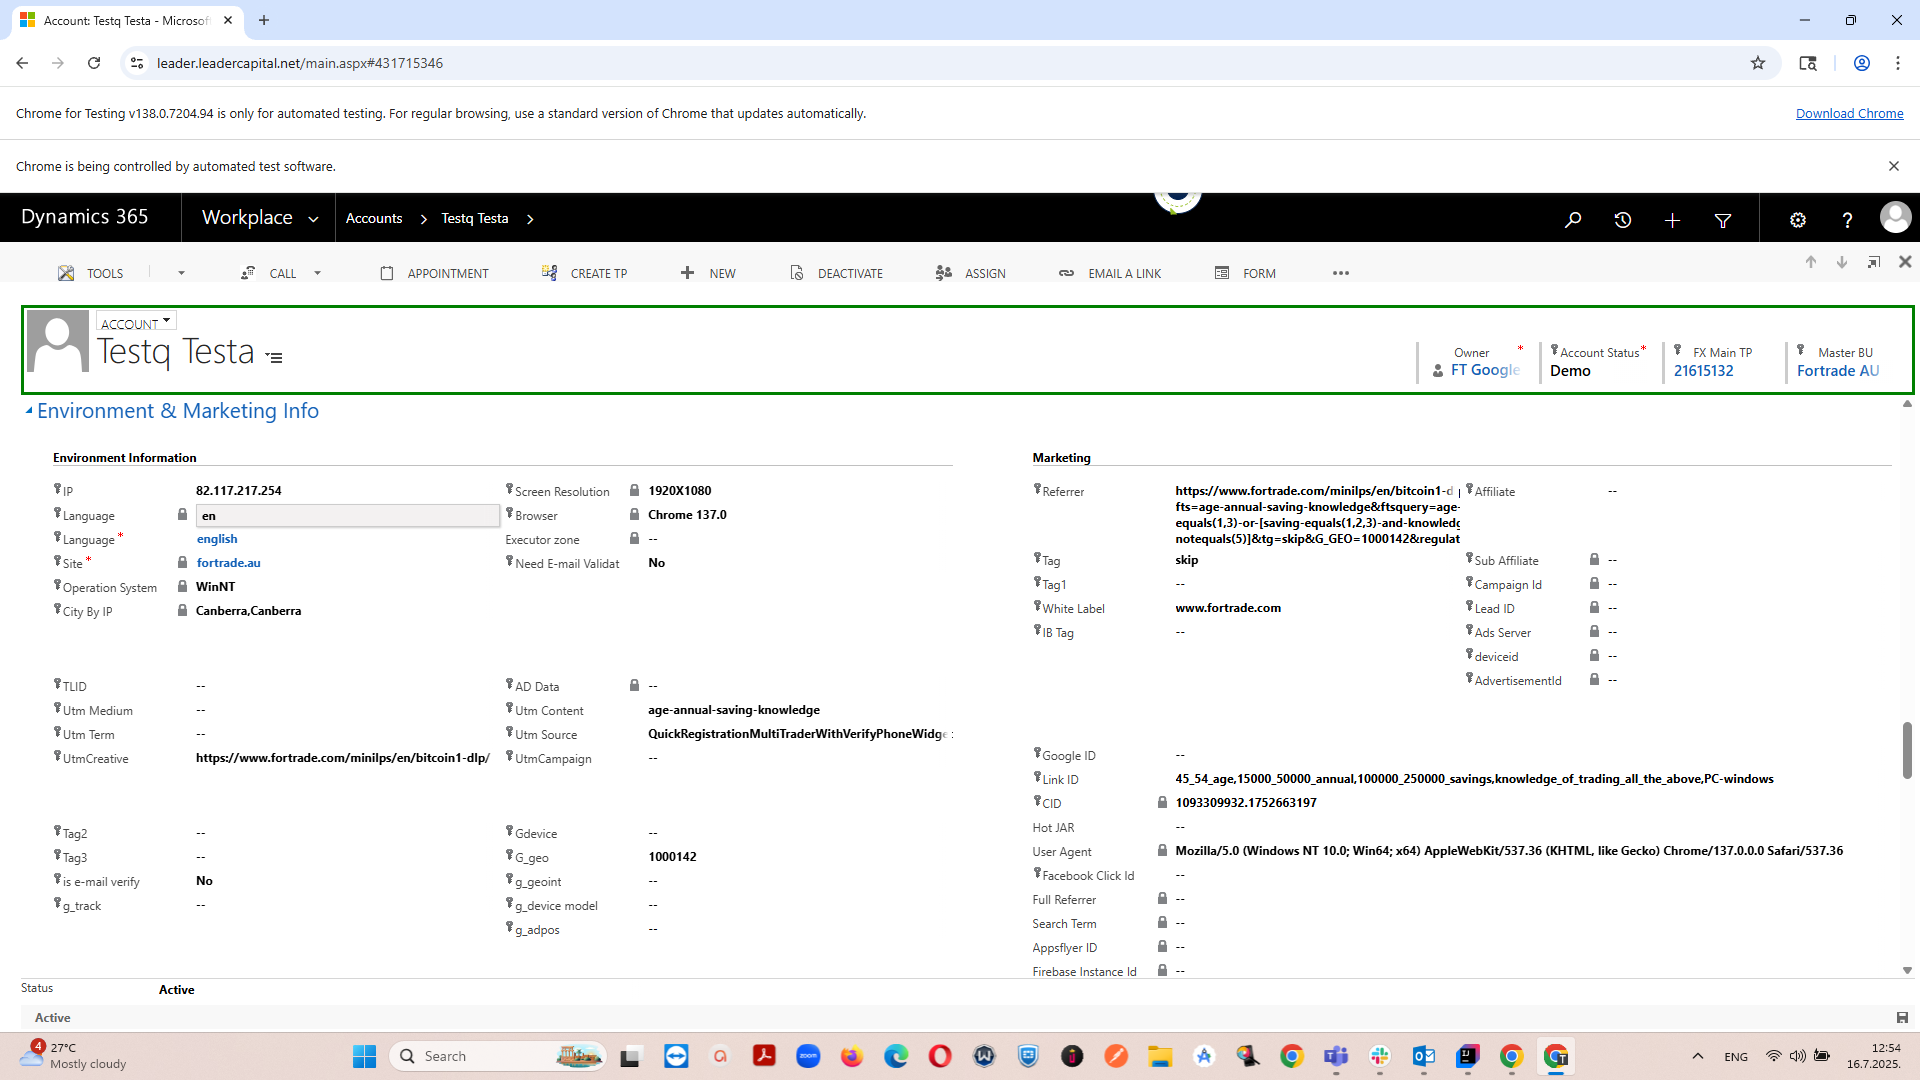 Account: Testq Testa - Microsof
leader.leadercapital.net/main.aspx#431715346
Chrome for Testing v138.0.7204.94 is only for automated testing. For regular browsing, use a standard version of Chrome that updates automatically.
Download Chrome
Chrome is being controlled by automated test software.
Dynamics 365
Workplace
Accounts
Testq Testa
TOOLS
CALL
APPOINTMENT
CREATE TP
NEW
DEACTIVATE
ASSIGN
EMAIL A LINK
FORM
ACCOUNT
Testq Testa
Owner *
FT Google
Account Status *
Demo
FX Main TP
21615132
Master BU
Fortrade AU
Environment & Marketing Info
Environment Information
IP 82.117.217.254
Language en
Language * english
Site * fortrade.au
Operation System WinNT
City By IP Canberra,Canberra
Screen Resolution 1920X1080
Browser Chrome 137.0
Executor zone --
Need E-mail Validat No
TLID --
Utm Medium --
Utm Term --
UtmCreative https://www.fortrade.com/minilps/en/bitcoin1-dlp/
AD Data --
Utm Content age-annual-saving-knowledge
Utm Source QuickRegistrationMultiTraderWithVerifyPhoneWidge
UtmCampaign --
Tag2 --
Tag3 --
is e-mail verify No
g_track --
Gdevice --
G_geo 1000142
g_geoint --
g_device model --
g_adpos --
Marketing
Referrer https://www.fortrade.com/minilps/en/bitcoin1-d
fts=age-annual-saving-knowledge&ftsquery=age-
equals(1,3)-or-[saving-equals(1,2,3)-and-knowledg
notequals(5)]&tg=skip&G_GEO=1000142&regulat
Tag skip
Tag1 --
White Label www.fortrade.com
IB Tag --
Affiliate --
Sub Affiliate --
Campaign Id --
Lead ID --
Ads Server --
deviceid --
AdvertisementId --
Google ID --
Link ID 45_54_age,15000_50000_annual,100000_250000_savings,knowledge_of_trading_all_the_above,PC-windows
CID 1093309932.1752663197
Hot JAR --
User Agent Mozilla/5.0 (Windows NT 10.0; Win64; x64) AppleWebKit/537.36 (KHTML, like Gecko) Chrome/137.0.0.0 Safari/537.36
Facebook Click Id --
Full Referrer --
Search Term --
Appsflyer ID --
Firebase Instance Id --
Status Active
Active
4
27°C
Mostly cloudy
Search
zoom
ENG
12:54
16.7.2025.